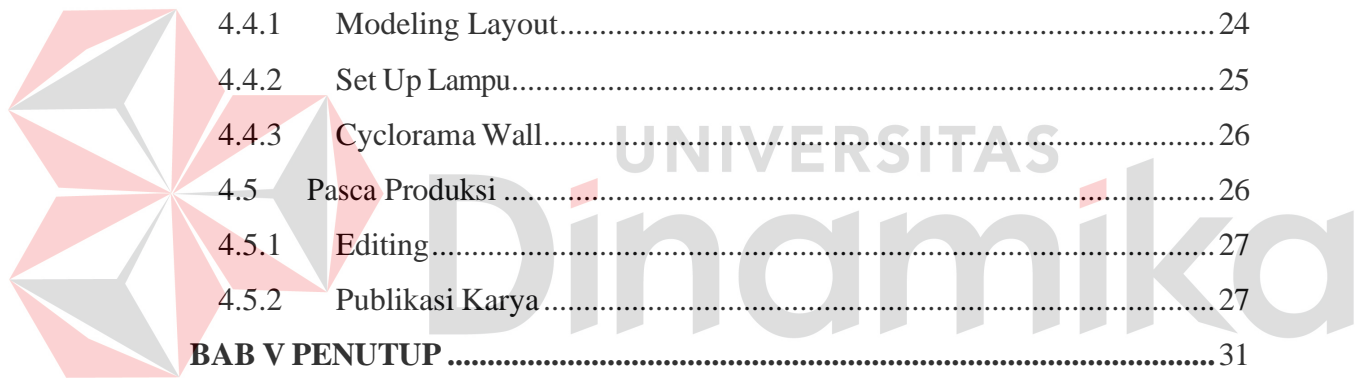 4.4.1 Modeling Layout........................................................................................ 24
4.4.2 Set Up Lampu.............................................................................................. 25
4.4.3 Cyclorama Wall.......................................................................................... 26
UNIVERSITAS
4.5 Pasca Produksi ................................................................................................ 26
Dinamika
4.5.1 Editing......................................................................................................... 27
4.5.2 Publikasi Karya .......................................................................................... 27
BAB V PENUTUP .................................................................................................... 31